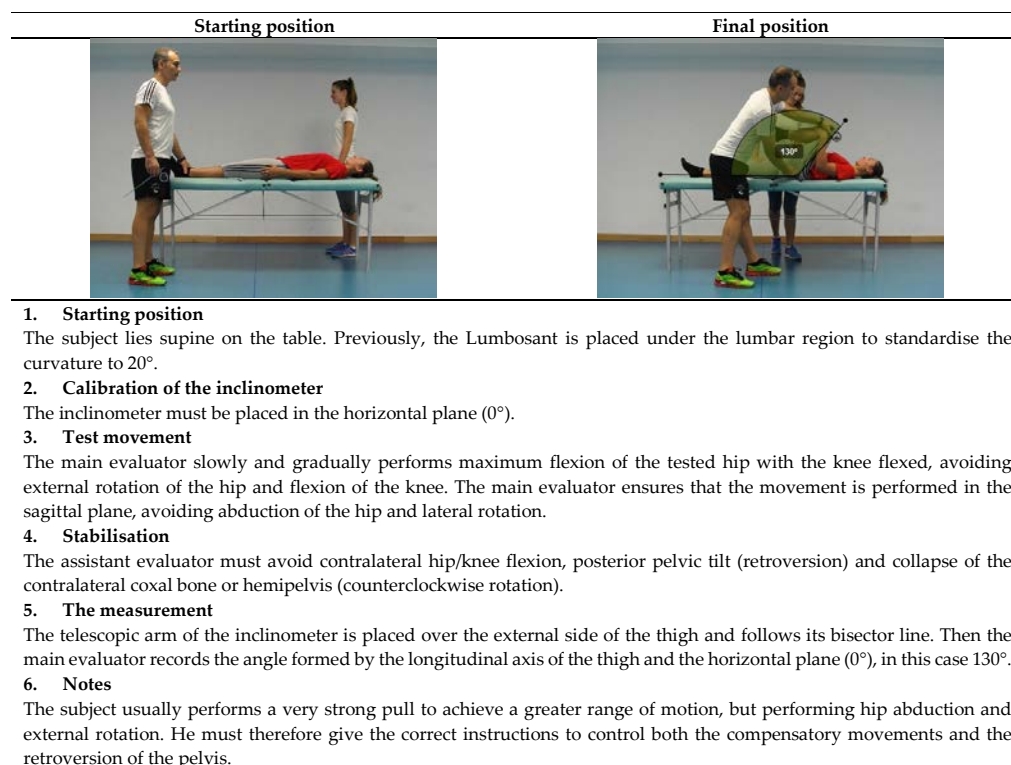 Starting position
Final position
130°
1. Starting position
The subject lies supine on the table. Previously, the Lumbosant is placed under the lumbar region to standardise the
curvature to 20°.
2. Calibration of the inclinometer
The inclinometer must be placed in the horizontal plane (0°).
3. Test movement
The main evaluator slowly and gradually performs maximum flexion of the tested hip with the knee flexed, avoiding
external rotation of the hip and flexion of the knee. The main evaluator ensures that the movement is performed in the
sagittal plane, avoiding abduction of the hip and lateral rotation.
4. Stabilisation
The assistant evaluator must avoid contralateral hip/knee flexion, posterior pelvic tilt (retroversion) and collapse of the
contralateral coxal bone or hemipelvis (counterclockwise rotation).
5. The measurement
The telescopic arm of the inclinometer is placed over the external side of the thigh and follows its bisector line. Then the
main evaluator records the angle formed by the longitudinal axis of the thigh and the horizontal plane (0°), in this case 130°.
6. Notes
The subject usually performs a very strong pull to achieve a greater range of motion, but performing hip abduction and
external rotation. He must therefore give the correct instructions to control both the compensatory movements and the
retroversion of the pelvis.